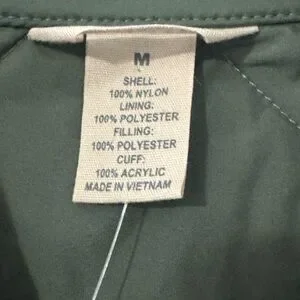 M
SHELL:
100% NYLON
LINING:
100% POLYESTER
FILLING:
100% POLYESTER
CUFF:
100% ACRYLIC
MADE IN VIETNAM